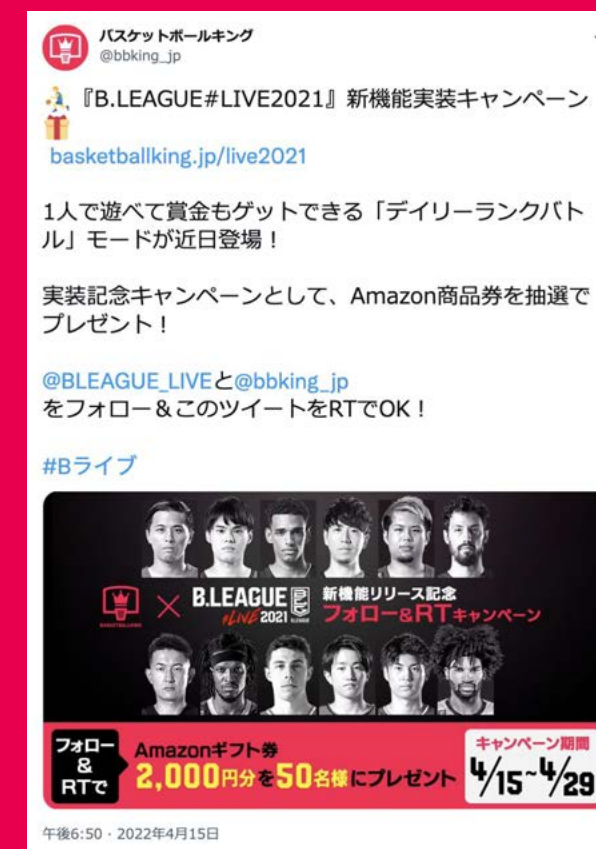 バスケットボールキング
@bbking_jp
『B.LEAGUE#LIVE2021』新機能実装キャンペーン
basketballking.jp/live2021
1人で遊べて賞金もゲットできる「デイリーランクバト
ル」モードが近日登場！
実装記念キャンペーンとして、Amazon商品券を抽選で
プレゼント！
@BLEAGUE_LIVEと@bbking_jp
をフォロー＆このツイートをRTでOK！
#Bライブ
BASKETBALLKING
×
B.LEAGUE
#LIVE2021
B.LEAGUE
新機能リリース記念
フォロー&RTキャンペーン
フォロー
&
RTで
Amazonギフト券
2,000円分を50名様にプレゼント
キャンペーン期間
4/15~4/29
午後6:50 · 2022年4月15日